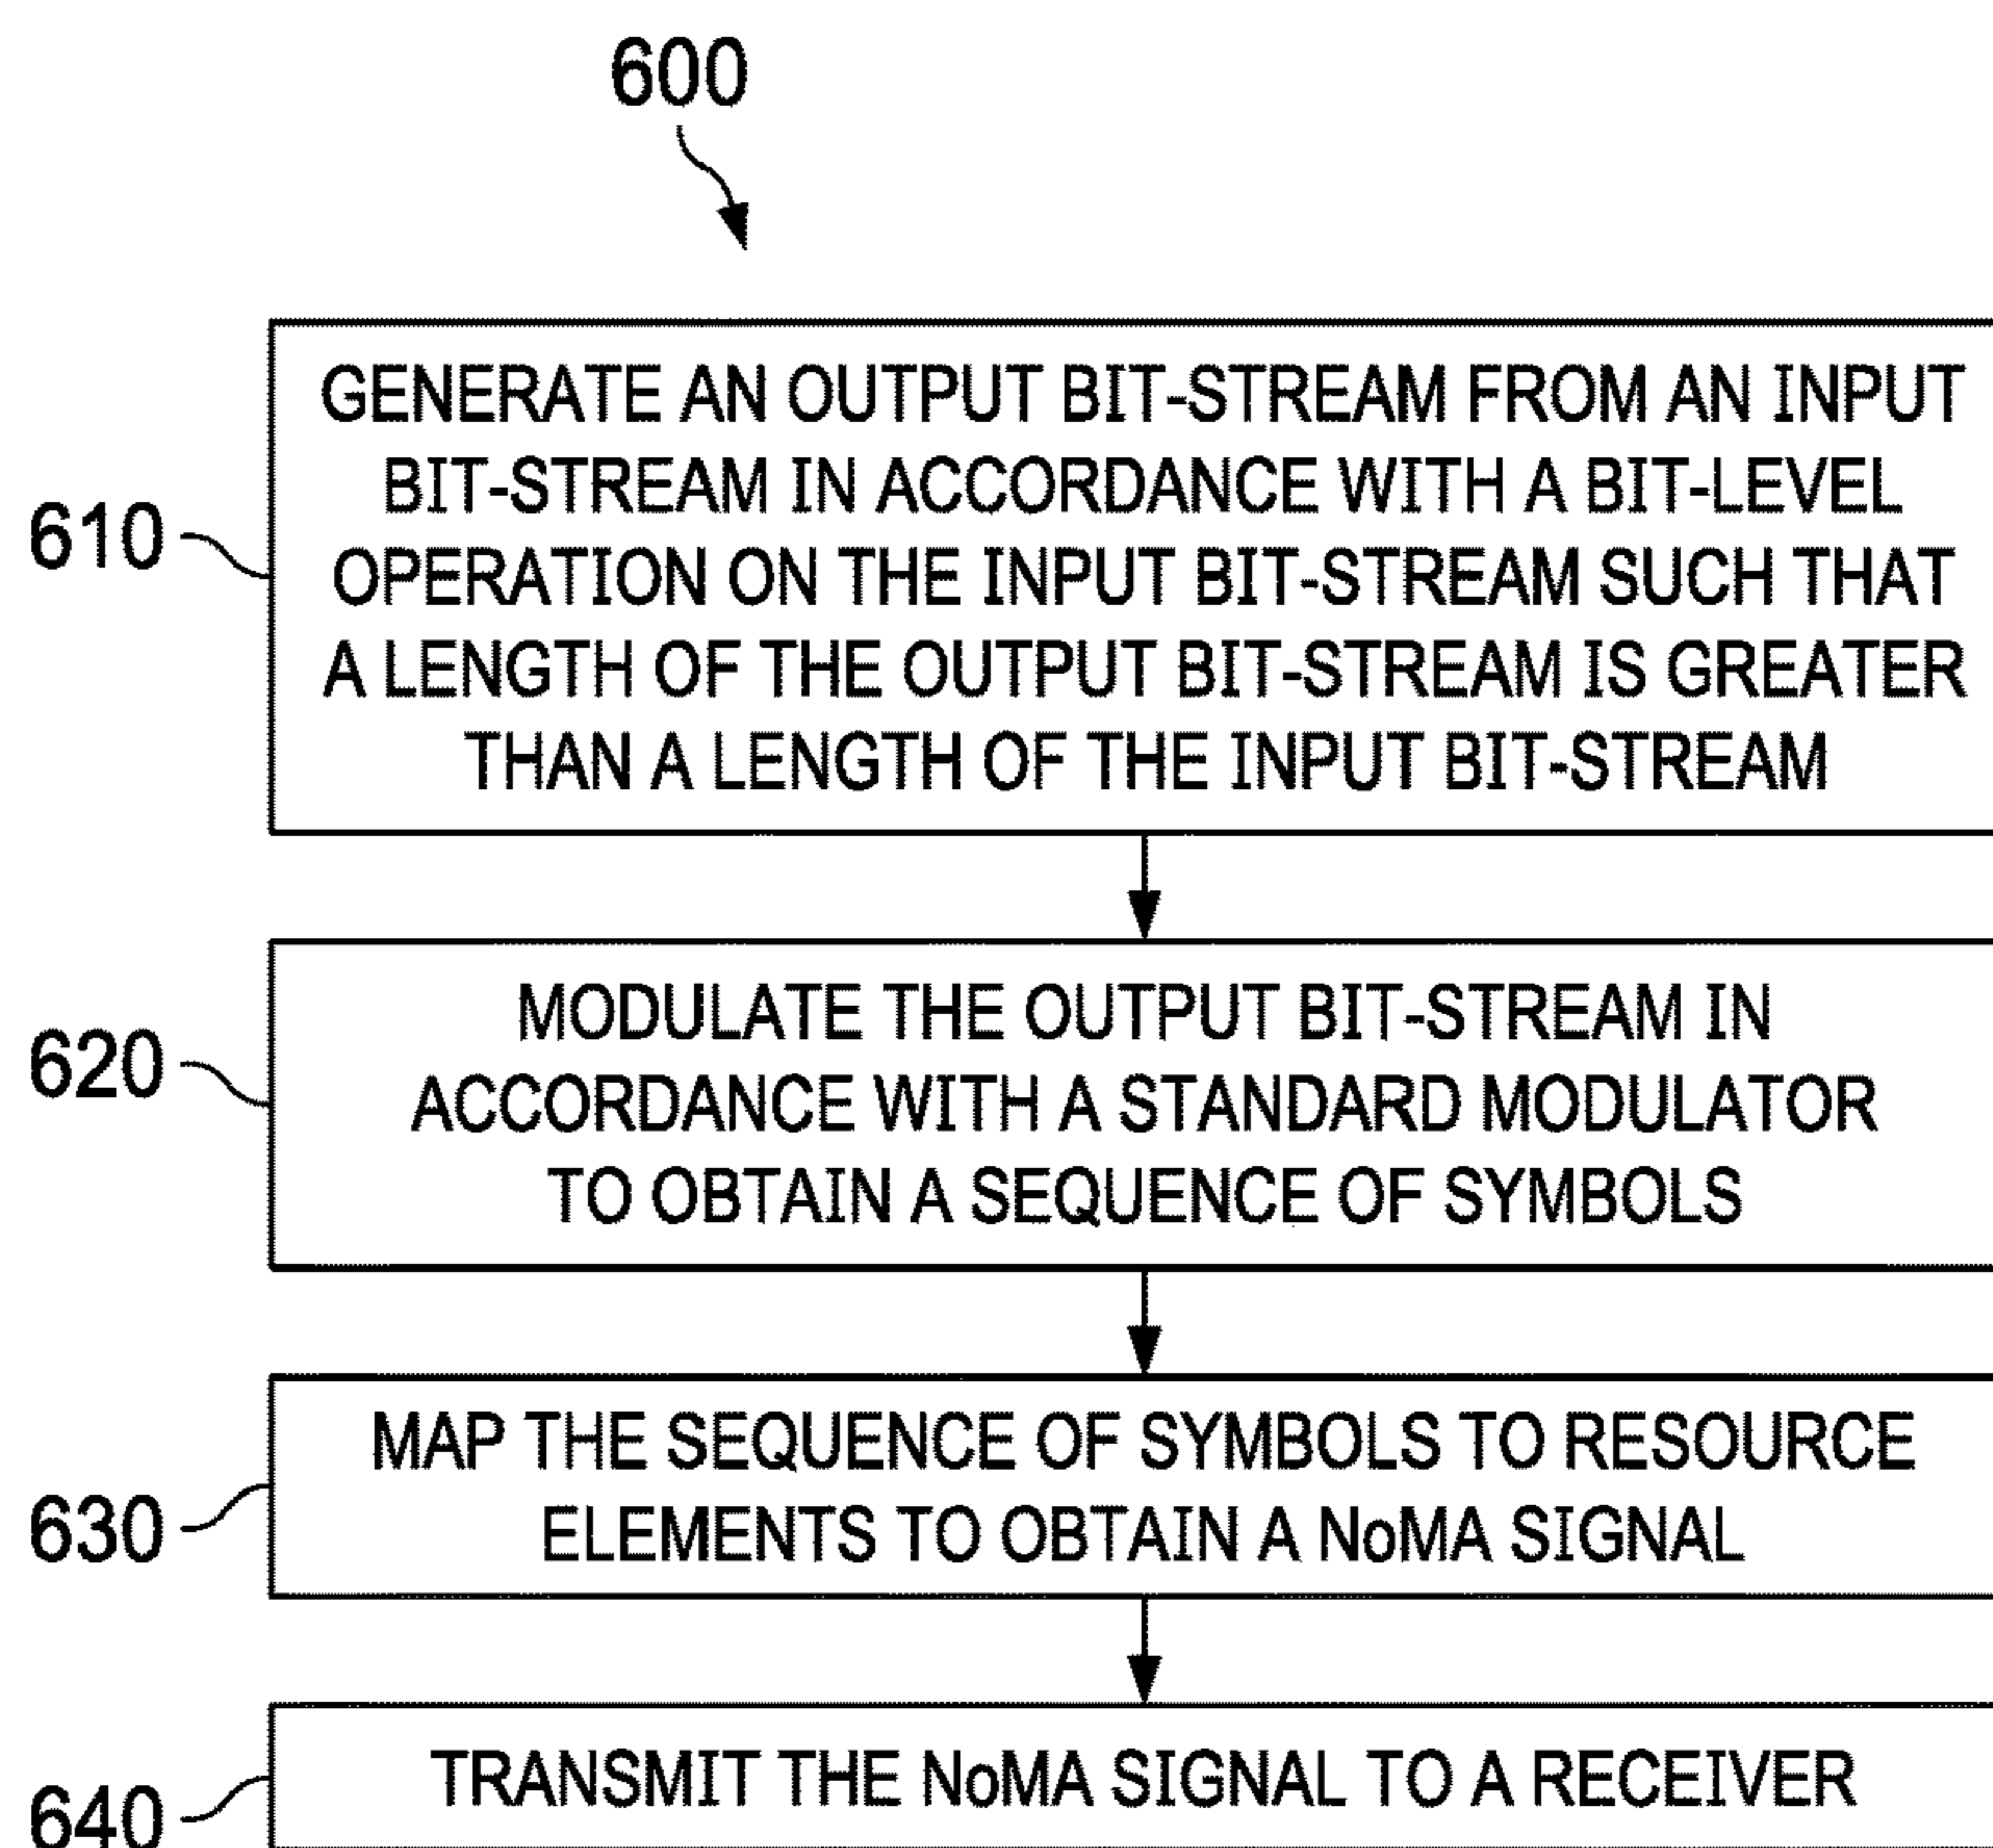 600
610
GENERATE AN OUTPUT BIT-STREAM FROM AN INPUT
BIT-STREAM IN ACCORDANCE WITH A BIT-LEVEL
OPERATION ON THE INPUT BIT-STREAM SUCH THAT
A LENGTH OF THE OUTPUT BIT-STREAM IS GREATER
THAN A LENGTH OF THE INPUT BIT-STREAM
620
MODULATE THE OUTPUT BIT-STREAM IN
ACCORDANCE WITH A STANDARD MODULATOR
TO OBTAIN A SEQUENCE OF SYMBOLS
630
MAP THE SEQUENCE OF SYMBOLS TO RESOURCE
ELEMENTS TO OBTAIN A NoMA SIGNAL
640
TRANSMIT THE NoMA SIGNAL TO A RECEIVER